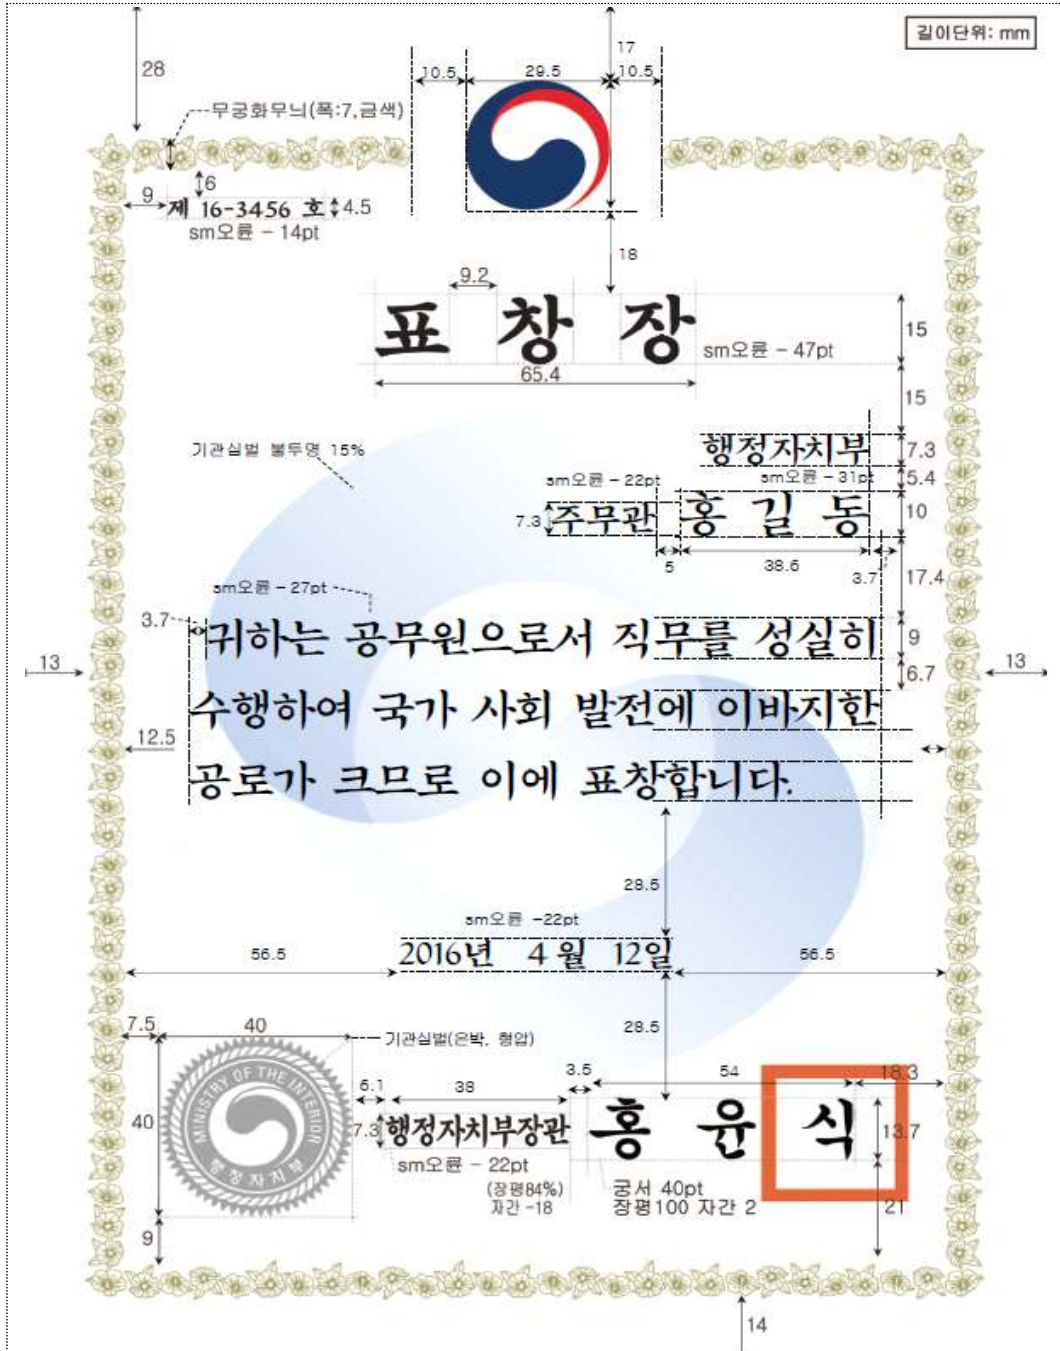 길이단위: mm
17
28
10.5
29.5
10.5
무궁화무늬(폭:7,금색)
6
9
제 16-3456 호
4.5
sm오륜 - 14pt
18
9.2
표 창 장
15
sm오륜 - 47pt
65.4
15
기관심벌 불투명 15%
행정자치부
7.3
sm오륜 - 22pt
sm오륜 - 31pt
5.4
7.3
주무관
홍 길 동
10
5
38.6
3.7
17.4
sm오륜 - 27pt
3.7
귀하는 공무원으로서 직무를 성실히
9
13
6.7
13
수행하여 국가 사회 발전에 이바지한
12.5
공로가 크므로 이에 표창합니다.
28.5
sm오륜 -22pt
56.5
2016년 4월 12일
56.5
7.5
40
28.5
기관심벌(은박, 형압)
MINISTRY OF THE INTERIOR
행정자치부
40
6.1
38
3.5
54
18.3
7.3
행정자치부장관
홍 윤 식
13.7
sm오륜 - 22pt
(장평84%)
자간 -18
궁서 40pt
장평100 자간 2
21
9
14